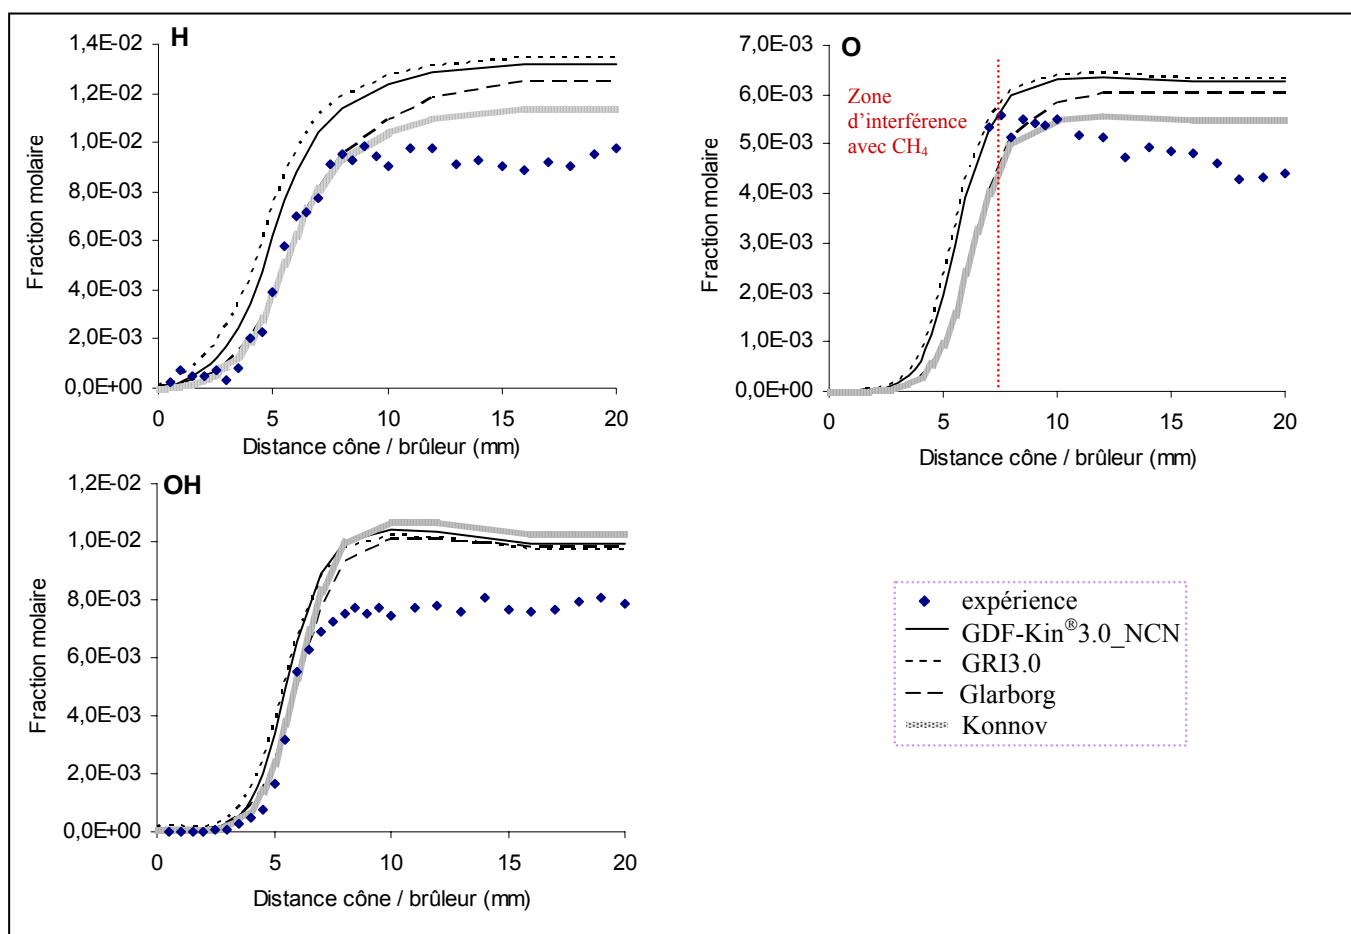 H
1,4E-02
1,2E-02
1,0E-02
8,0E-03
6,0E-03
4,0E-03
2,0E-03
0,0E+00
Fraction molaire
0 5 10 15 20
Distance cône / brûleur (mm)
O
7,0E-03
6,0E-03
5,0E-03
4,0E-03
3,0E-03
2,0E-03
1,0E-03
0,0E+00
Fraction molaire
Zone
d'interférence
avec CH₄
0 5 10 15 20
Distance cône / brûleur (mm)
OH
1,2E-02
1,0E-02
8,0E-03
6,0E-03
4,0E-03
2,0E-03
0,0E+00
Fraction molaire
0 5 10 15 20
Distance cône / brûleur (mm)
expérience
GDF-Kin®3.0_NCN
GRI3.0
Glarborg
Konnov